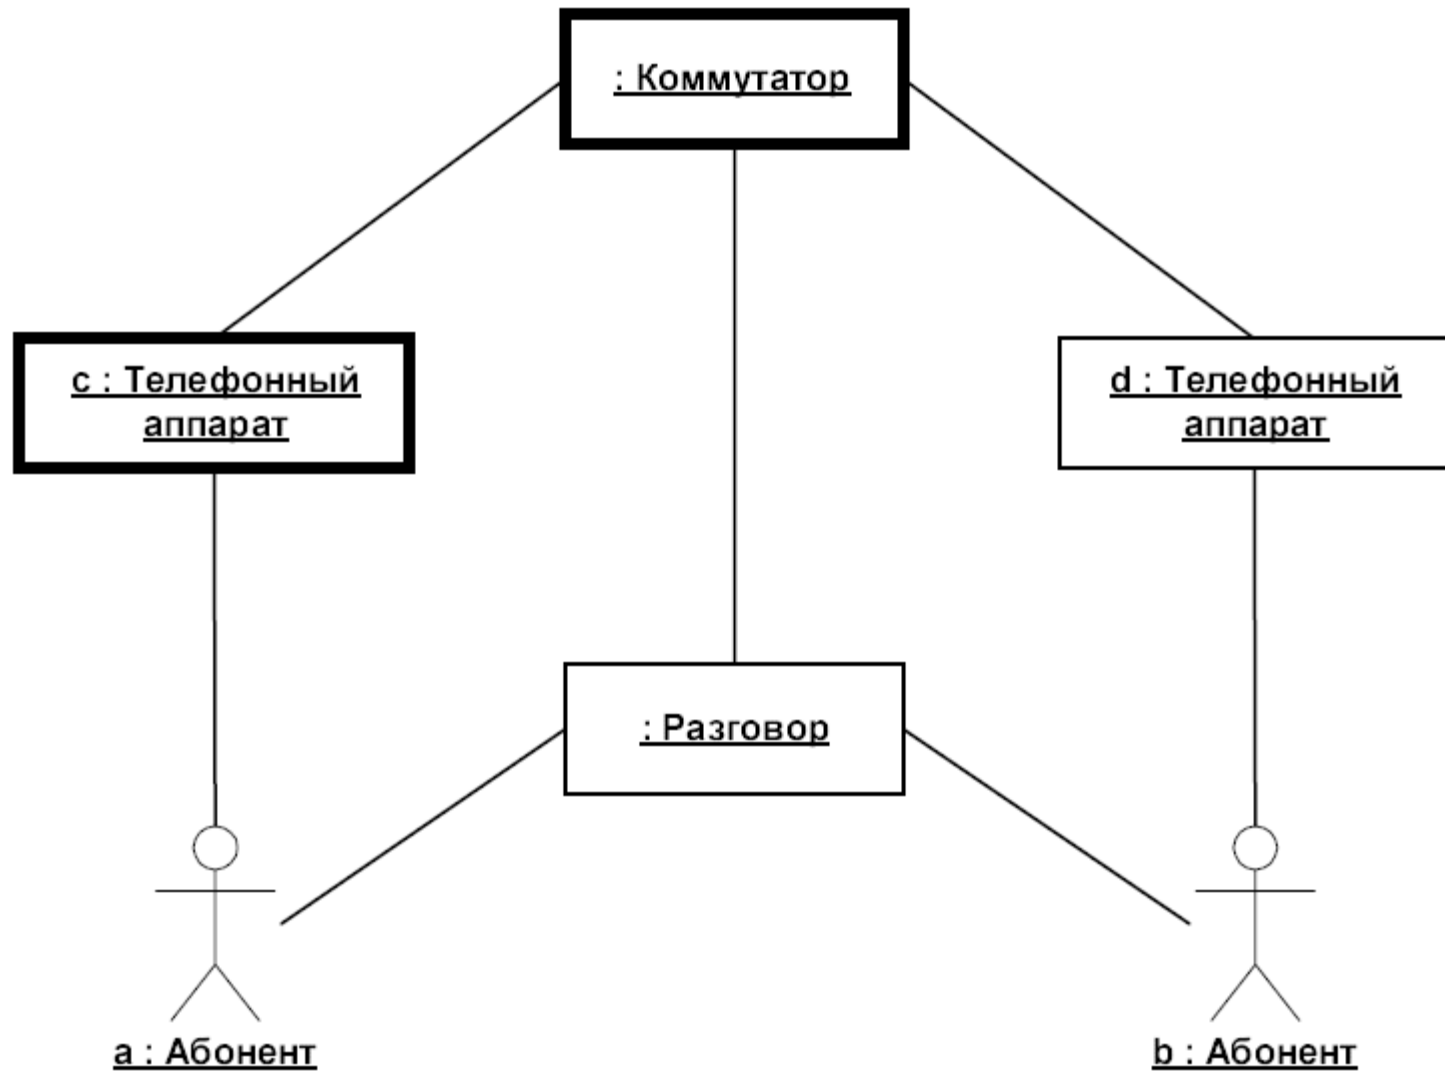 : Коммутатор
c : Телефонный
аппарат
d : Телефонный
аппарат
: Разговор
a : Абонент
b : Абонент